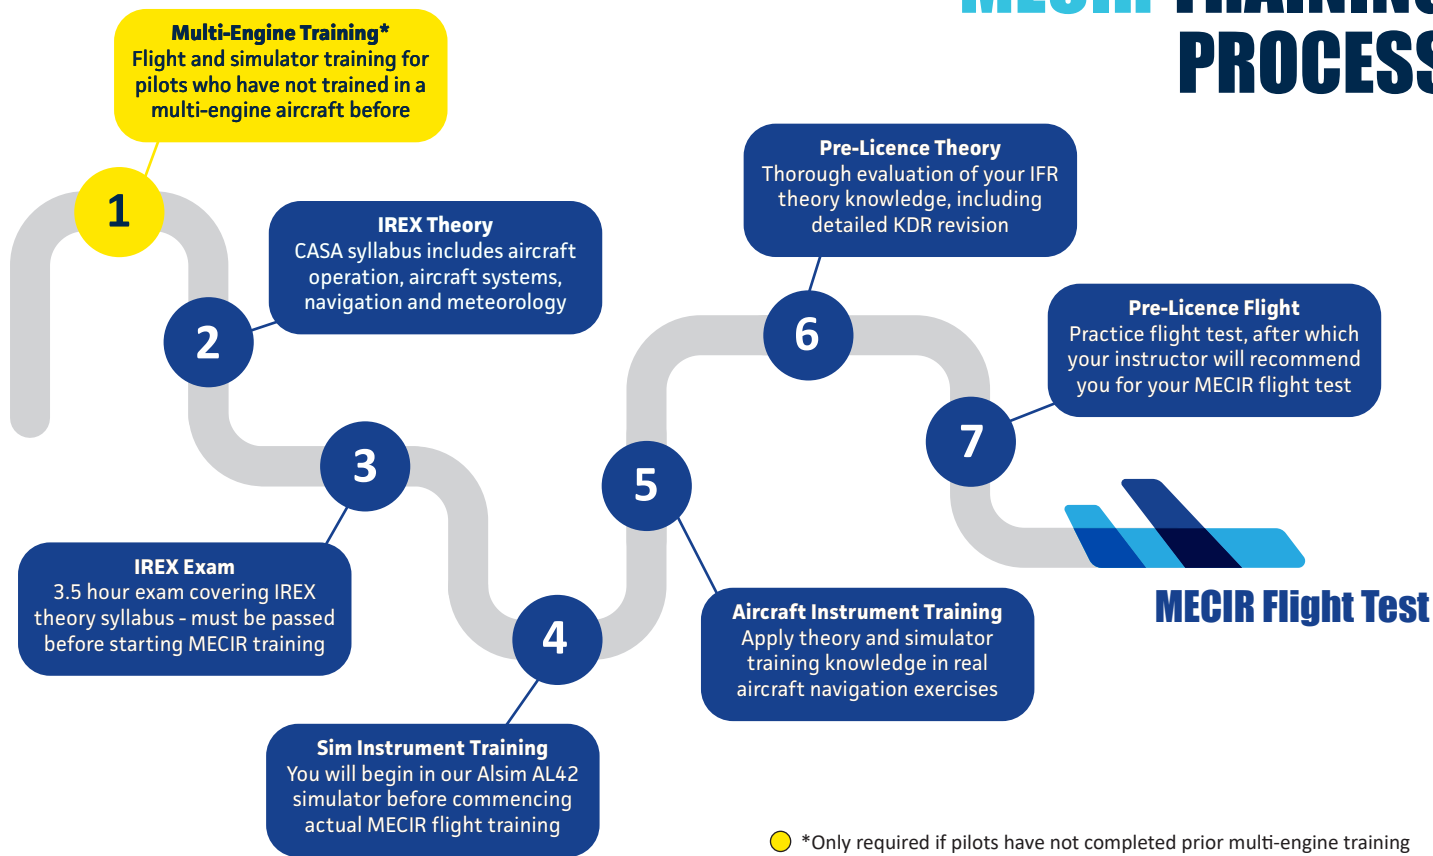 MECIR TRAINING
PROCESS
Multi-Engine Training*
Flight and simulator training for
pilots who have not trained in a
multi-engine aircraft before
1
IREX Theory
CASA syllabus includes aircraft
operation, aircraft systems,
navigation and meteorology
2
3
IREX Exam
3.5 hour exam covering IREX
theory syllabus - must be passed
before starting MECIR training
4
Sim Instrument Training
You will begin in our Alsim AL42
simulator before commencing
actual MECIR flight training
5
Aircraft Instrument Training
Apply theory and simulator
training knowledge in real
aircraft navigation exercises
Pre-Licence Theory
Thorough evaluation of your IFR
theory knowledge, including
detailed KDR revision
6
Pre-Licence Flight
Practice flight test, after which
your instructor will recommend
you for your MECIR flight test
7
MECIR Flight Test
*Only required if pilots have not completed prior multi-engine training